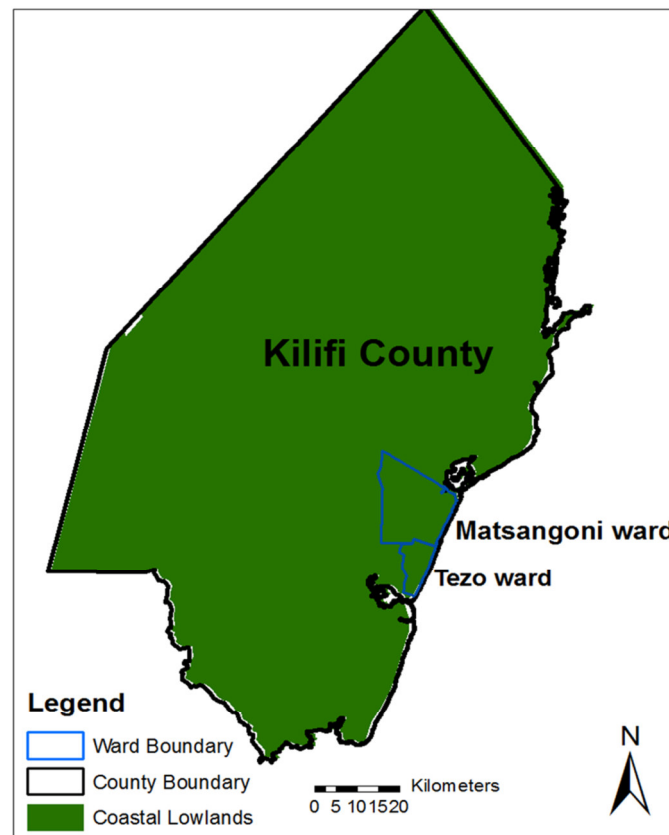 Kilifi County
Matsangoni ward
Tezo ward
Legend
Ward Boundary
County Boundary
Coastal Lowlands
Kilometers
0 5 10 15 20
N